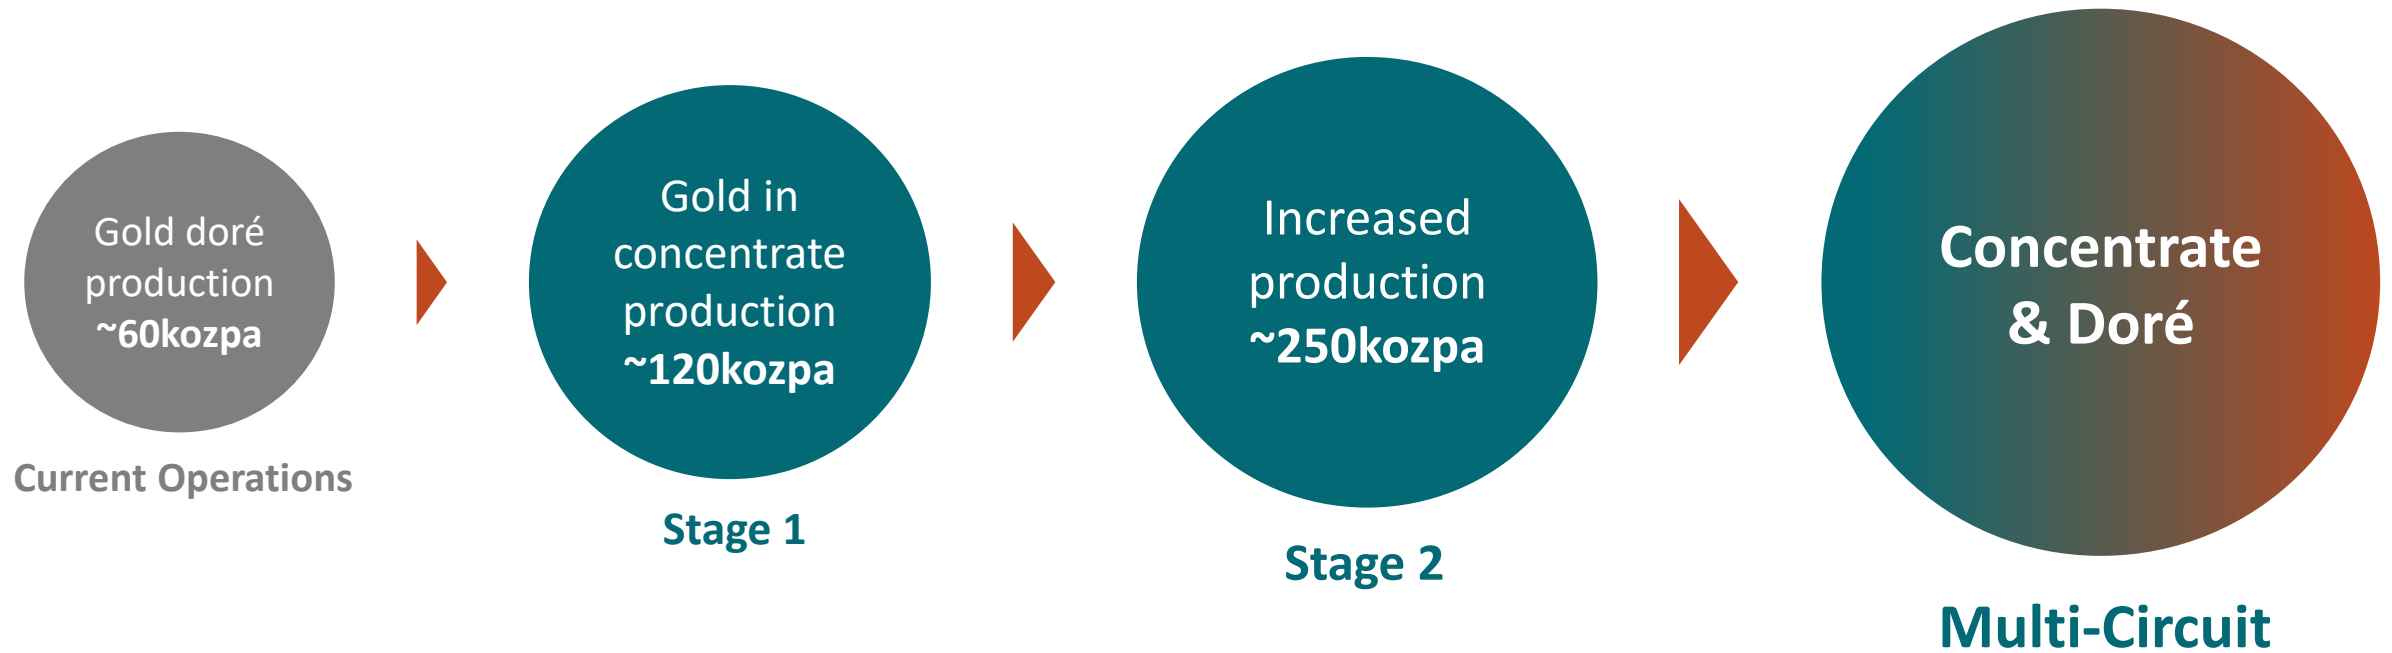 Gold doré
production
~60kozpa
Current Operations
Gold in
concentrate
production
~120kozpa
Stage 1
Increased
production
~250kozpa
Stage 2
Concentrate
& Doré
Multi-Circuit